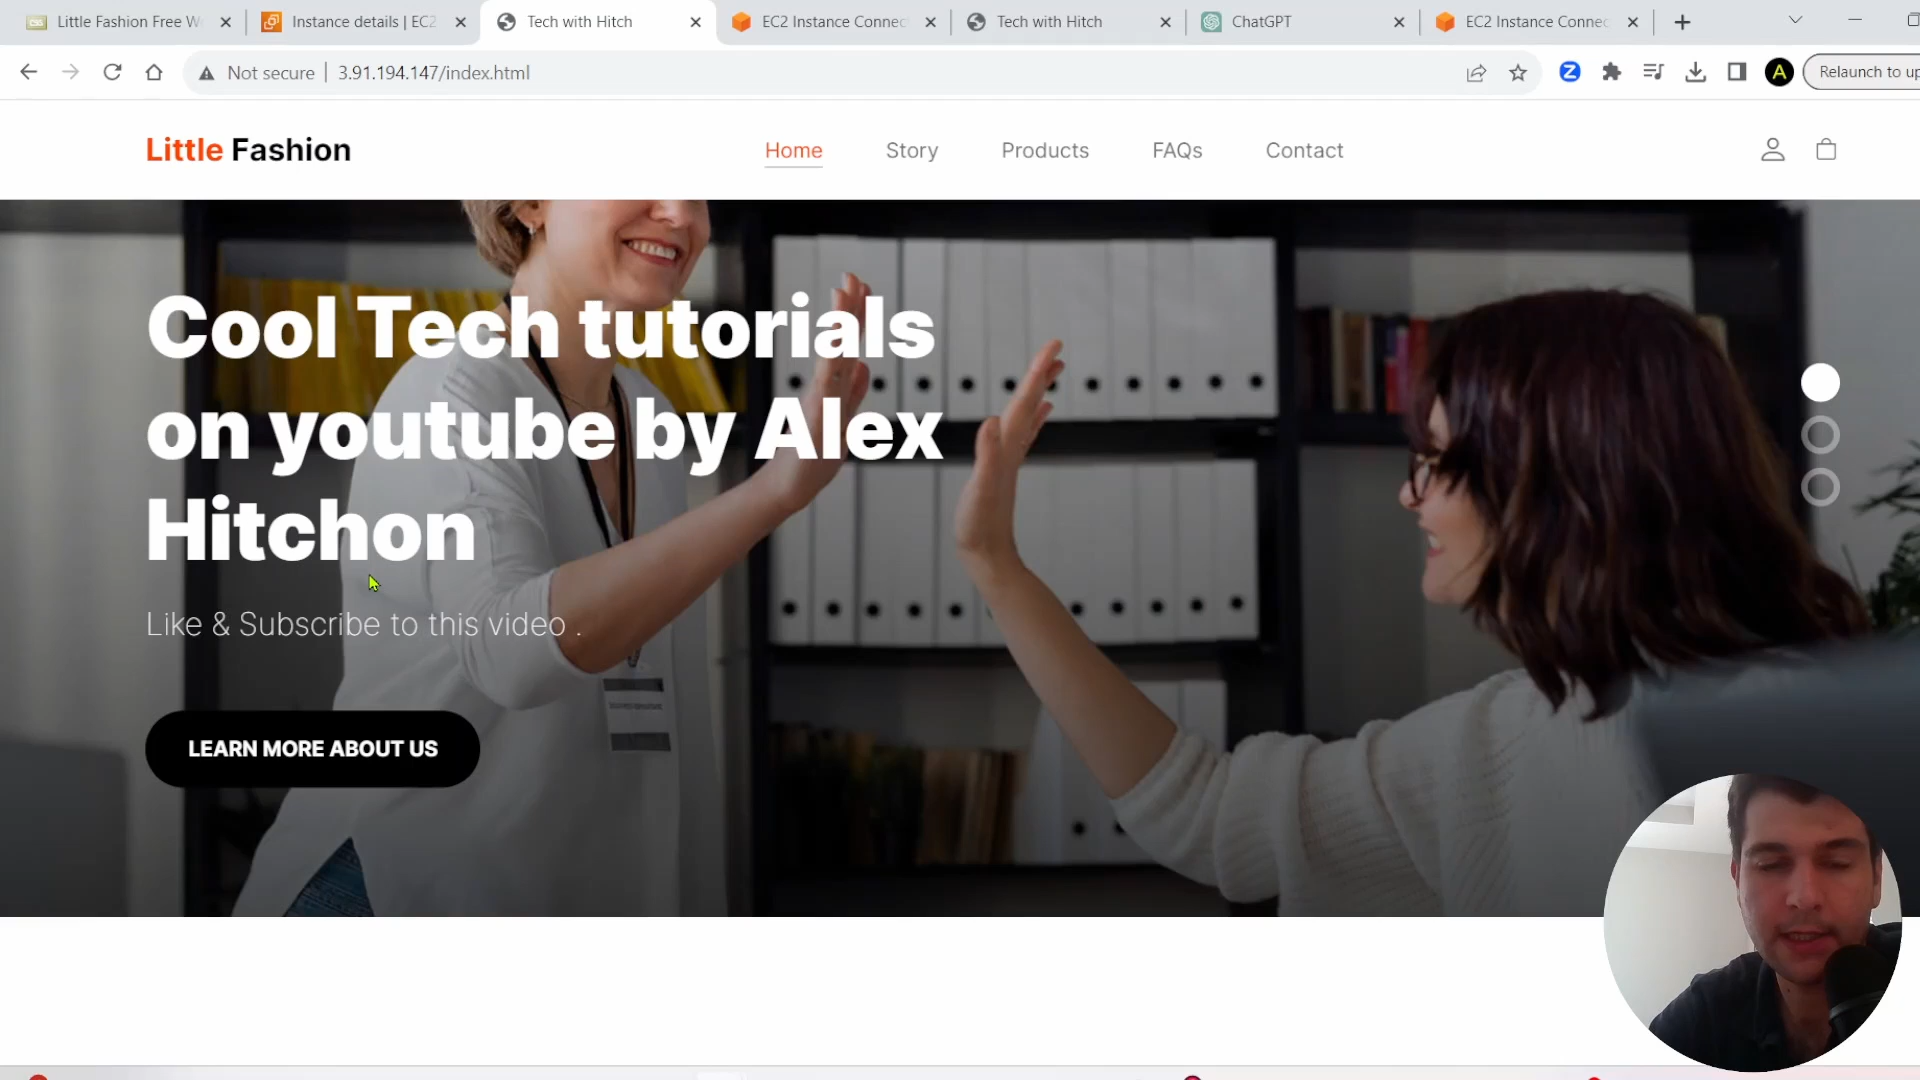 Little Fashion Free W
Instance details | EC2
Tech with Hitch
EC2 Instance Connec
Tech with Hitch
ChatGPT
EC2 Instance Connec
Not secure
3.91.194.147/index.html
Z
A
Relaunch to up
Little Fashion
Home
Story
Products
FAQs
Contact
Cool Tech tutorials
on youtube by Alex
Hitchon
Like & Subscribe to this video .
LEARN MORE ABOUT US